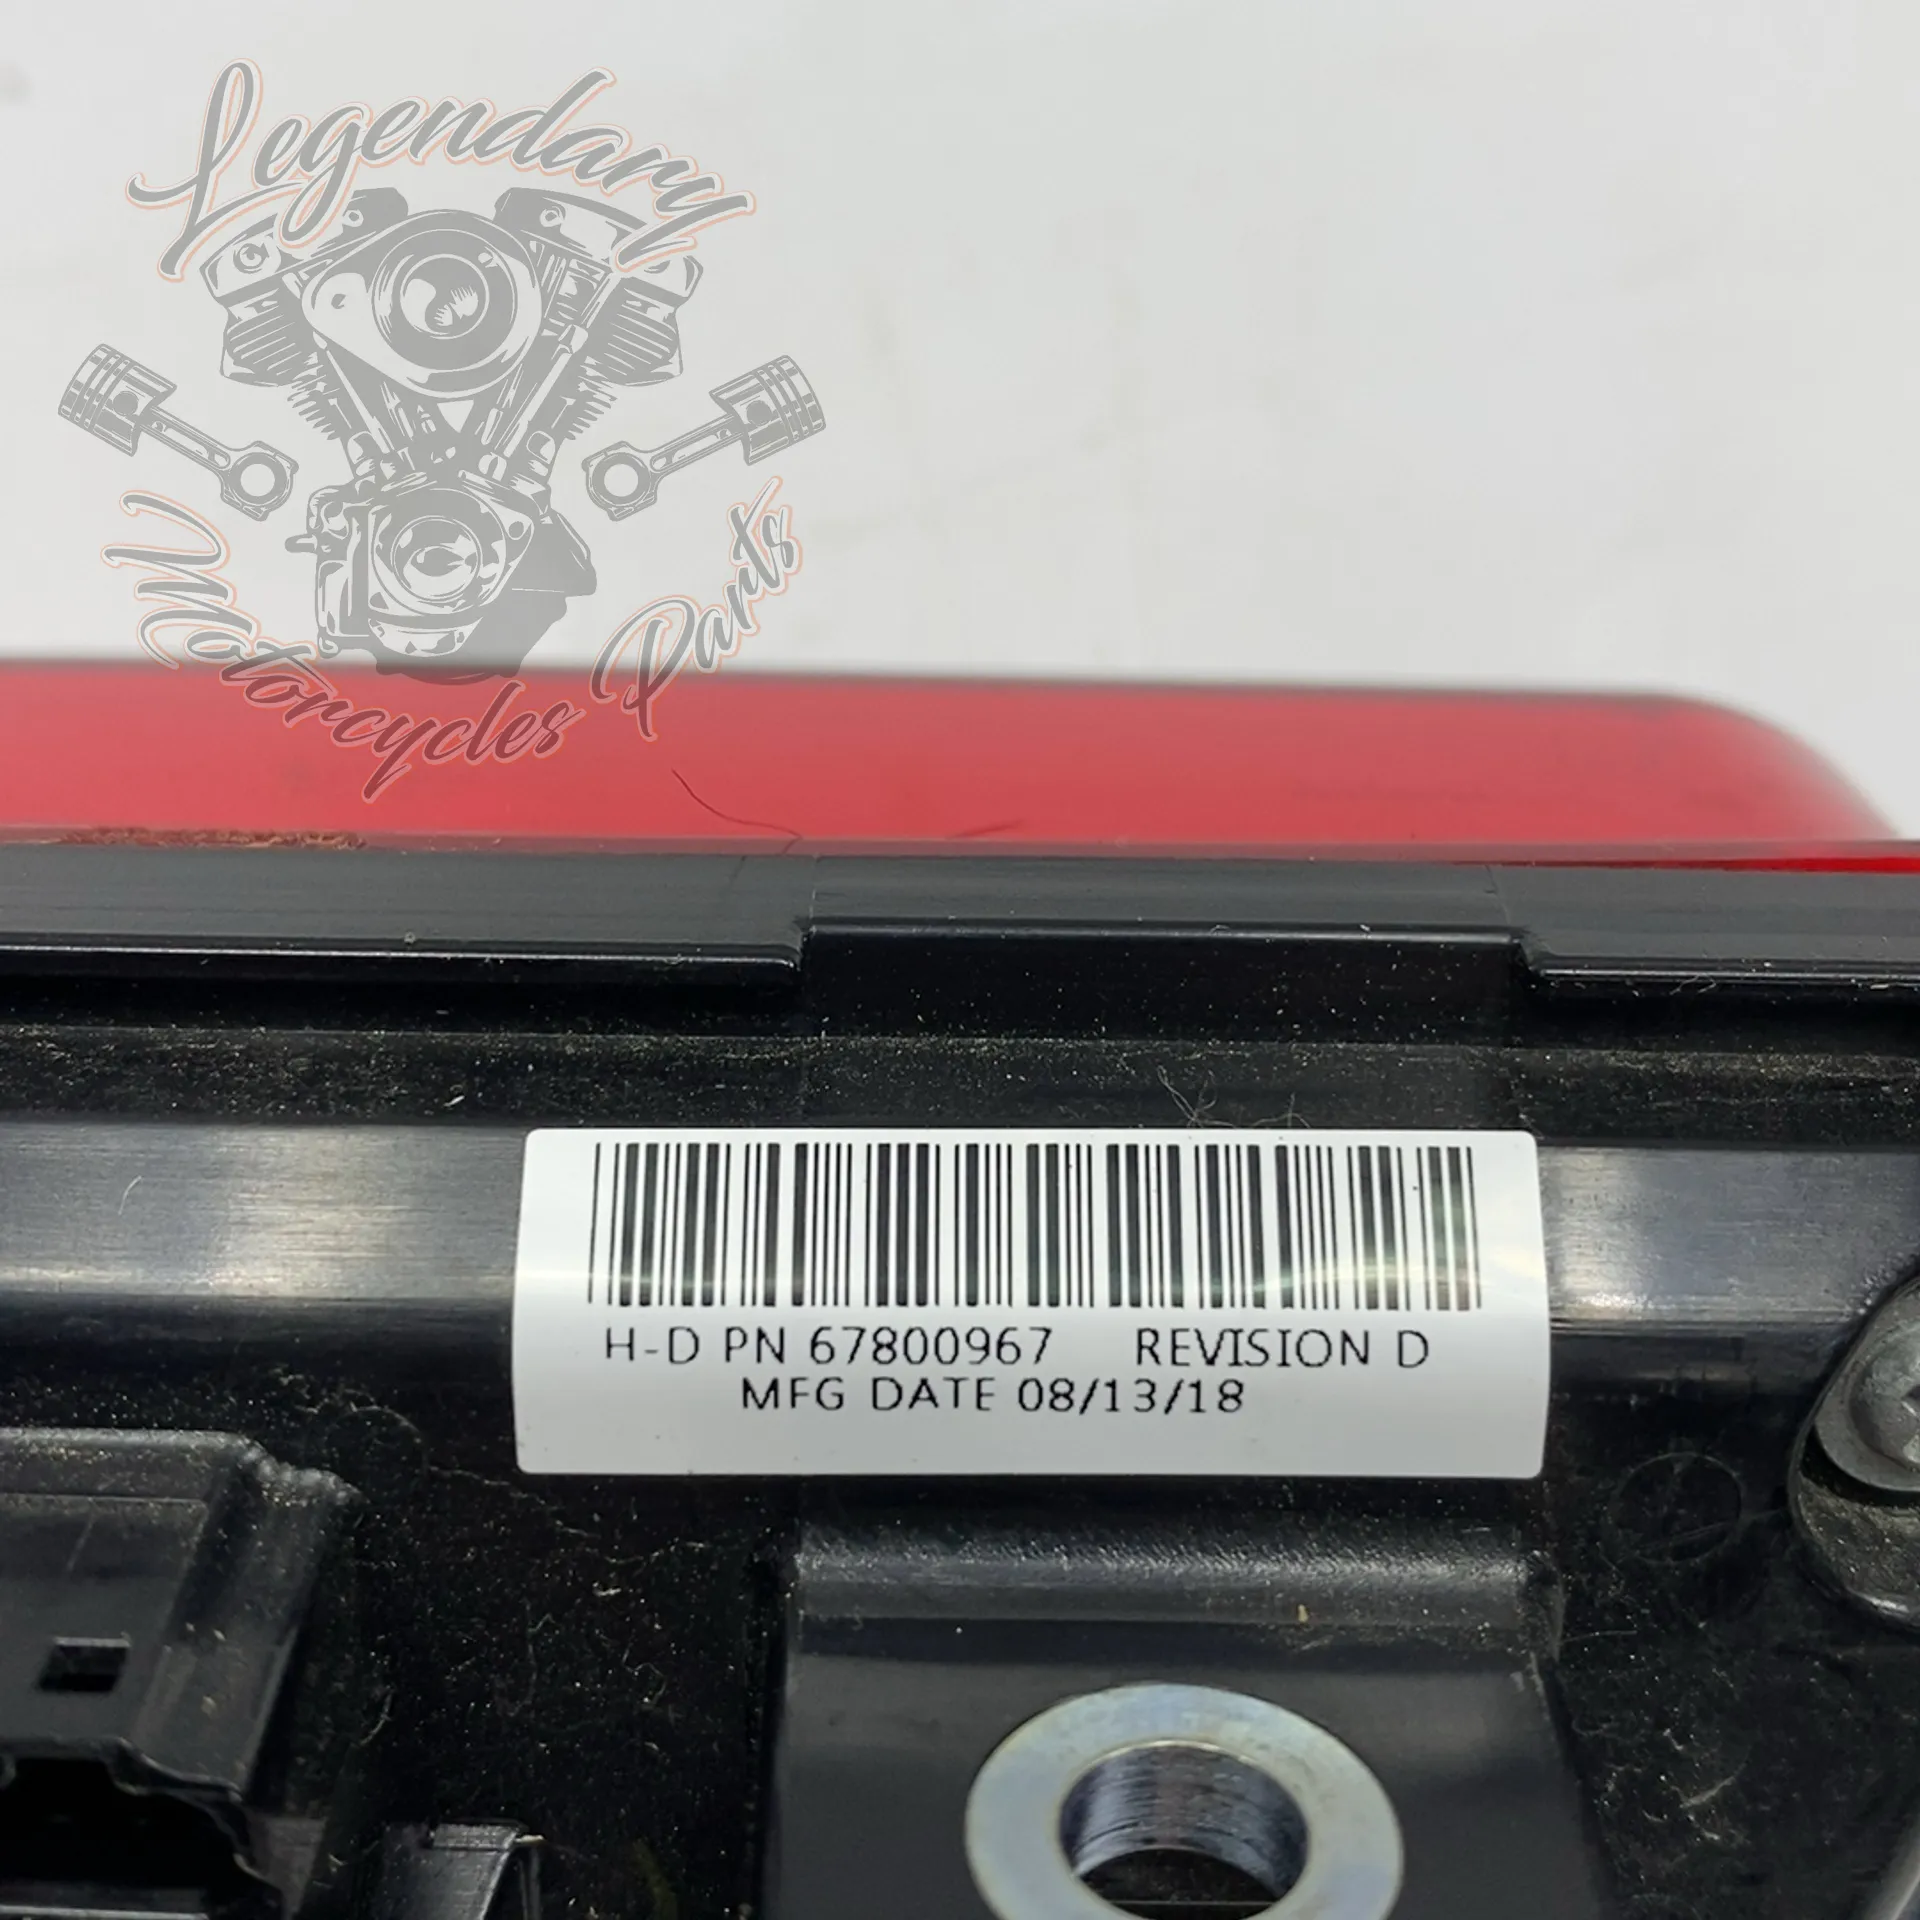 Legendary
Motorcycles Parts
H-D PN 67800967 REVISION D
MFG DATE 08/13/18